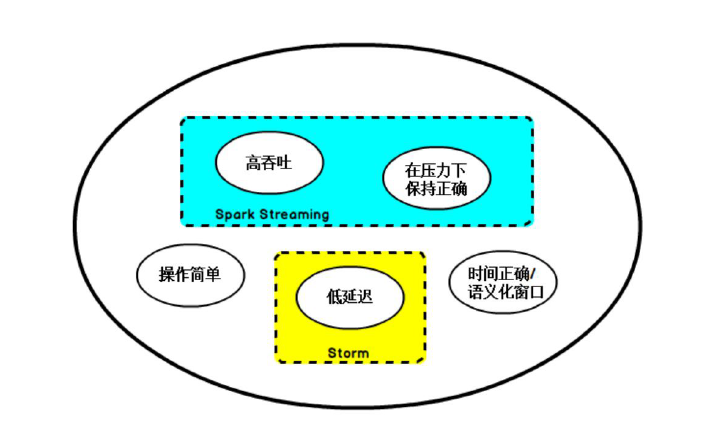 高吞吐
在压力下
保持正确
Spark Streaming
操作简单
低延迟
时间正确/
语义化窗口
Storm